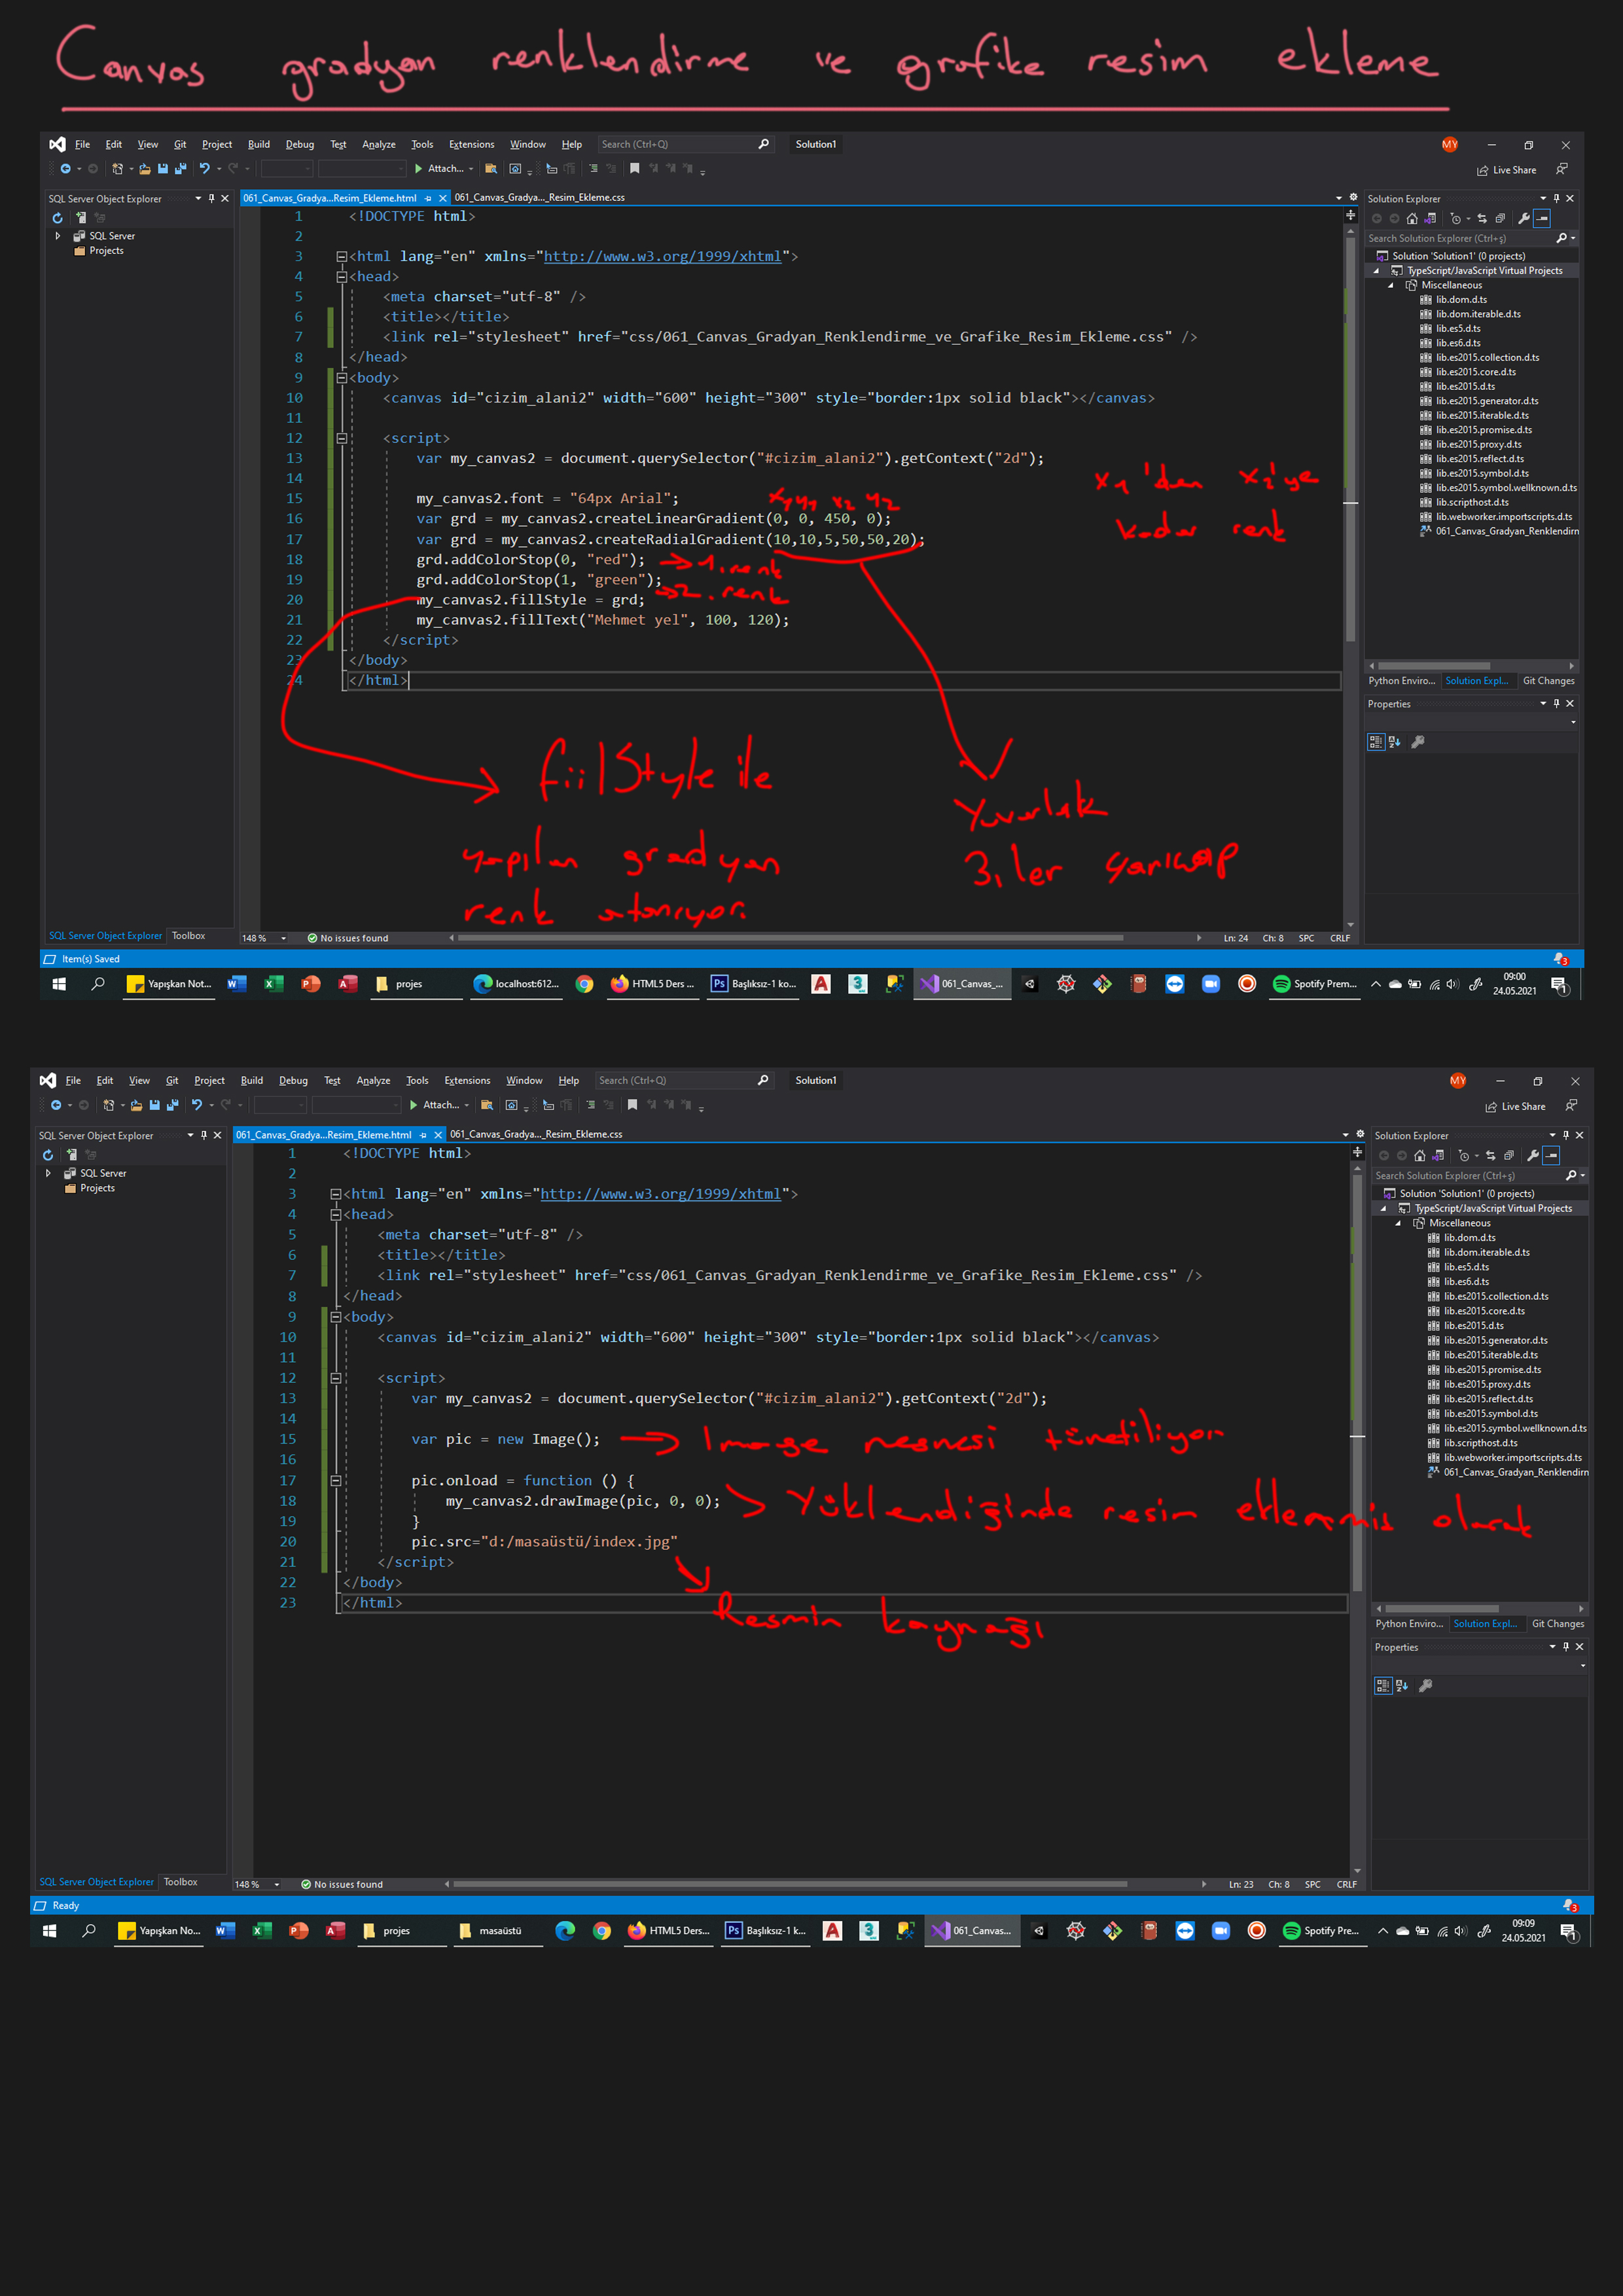 Canvas gradyan renklendirme ve grafike resim ekleme
File Edit View Git Project Build Debug Test Analyze Tools Extensions Window Help Search (Ctrl+Q) Solution1 MY
Attach... Live Share
SQL Server Object Explorer
SQL Server
Projects
061_Canvas_Gradya...Resim_Ekleme.html 061_Canvas_Gradya..._Resim_Ekleme.css
1 <!DOCTYPE html>
2
3 <html lang="en" xmlns="http://www.w3.org/1999/xhtml">
4 <head>
5 <meta charset="utf-8" />
6 <title></title>
7 <link rel="stylesheet" href="css/061_Canvas_Gradyan_Renklendirme_ve_Grafike_Resim_Ekleme.css" />
8 </head>
9 <body>
10 <canvas id="cizim_alani2" width="600" height="300" style="border:1px solid black"></canvas>
11
12 <script>
13 var my_canvas2 = document.querySelector("#cizim_alani2").getContext("2d");
14
15 my_canvas2.font = "64px Arial";
x1 y1 x2 y2
16 var grd = my_canvas2.createLinearGradient(0, 0, 450, 0);
17 var grd = my_canvas2.createRadialGradient(10,10,5,50,50,20);
18 grd.addColorStop(0, "red"); → 1. renk
19 grd.addColorStop(1, "green"); → 2. renk
20 my_canvas2.fillStyle = grd;
21 my_canvas2.fillText("Mehmet yel", 100, 120);
22 </script>
23 </body>
24 </html>
x1'den x2'ye
kadar renk
fiilStyle ile
yapılan gradyan
renk atanıyor.
Yuvarlak
3.ler yarıçap
Solution Explorer
Search Solution Explorer (Ctrl+ş)
Solution 'Solution1' (0 projects)
TypeScript/JavaScript Virtual Projects
Miscellaneous
lib.dom.d.ts
lib.dom.iterable.d.ts
lib.es5.d.ts
lib.es6.d.ts
lib.es2015.collection.d.ts
lib.es2015.core.d.ts
lib.es2015.d.ts
lib.es2015.generator.d.ts
lib.es2015.iterable.d.ts
lib.es2015.promise.d.ts
lib.es2015.proxy.d.ts
lib.es2015.reflect.d.ts
lib.es2015.symbol.d.ts
lib.es2015.symbol.wellknown.d.ts
lib.scripthost.d.ts
lib.webworker.importscripts.d.ts
061_Canvas_Gradyan_Renklendirn
Python Enviro... Solution Expl... Git Changes
Properties
SQL Server Object Explorer Toolbox
148 % No issues found Ln: 24 Ch: 8 SPC CRLF
Item(s) Saved 3
Yapışkan Not... projes localhost:612... HTML5 Ders ... Başlıksız-1 ko... 061_Canvas_... Spotify Prem... 09:00
24.05.2021 1
File Edit View Git Project Build Debug Test Analyze Tools Extensions Window Help Search (Ctrl+Q) Solution1 MY
Attach... Live Share
SQL Server Object Explorer
SQL Server
Projects
061_Canvas_Gradya...Resim_Ekleme.html 061_Canvas_Gradya..._Resim_Ekleme.css
1 <!DOCTYPE html>
2
3 <html lang="en" xmlns="http://www.w3.org/1999/xhtml">
4 <head>
5 <meta charset="utf-8" />
6 <title></title>
7 <link rel="stylesheet" href="css/061_Canvas_Gradyan_Renklendirme_ve_Grafike_Resim_Ekleme.css" />
8 </head>
9 <body>
10 <canvas id="cizim_alani2" width="600" height="300" style="border:1px solid black"></canvas>
11
12 <script>
13 var my_canvas2 = document.querySelector("#cizim_alani2").getContext("2d");
14
15 var pic = new Image(); → Image nesnesi türetiliyor
16
17 pic.onload = function () {
18 my_canvas2.drawImage(pic, 0, 0); > Yüklendiğinde resim eklenmiş olarak
19 }
20 pic.src="d:/masaüstü/index.jpg"
21 </script>
22 </body>
23 </html>
Resmin kaynağı
Solution Explorer
Search Solution Explorer (Ctrl+ş)
Solution 'Solution1' (0 projects)
TypeScript/JavaScript Virtual Projects
Miscellaneous
lib.dom.d.ts
lib.dom.iterable.d.ts
lib.es5.d.ts
lib.es6.d.ts
lib.es2015.collection.d.ts
lib.es2015.core.d.ts
lib.es2015.d.ts
lib.es2015.generator.d.ts
lib.es2015.iterable.d.ts
lib.es2015.promise.d.ts
lib.es2015.proxy.d.ts
lib.es2015.reflect.d.ts
lib.es2015.symbol.d.ts
lib.es2015.symbol.wellknown.d.ts
lib.scripthost.d.ts
lib.webworker.importscripts.d.ts
061_Canvas_Gradyan_Renklendirn
Python Enviro... Solution Expl... Git Changes
Properties
SQL Server Object Explorer Toolbox
148 % No issues found Ln: 23 Ch: 8 SPC CRLF
Ready 3
Yapışkan No... projes masaüstü HTML5 Ders... Başlıksız-1 k... 061_Canvas... Spotify Pre... 09:09
24.05.2021 1